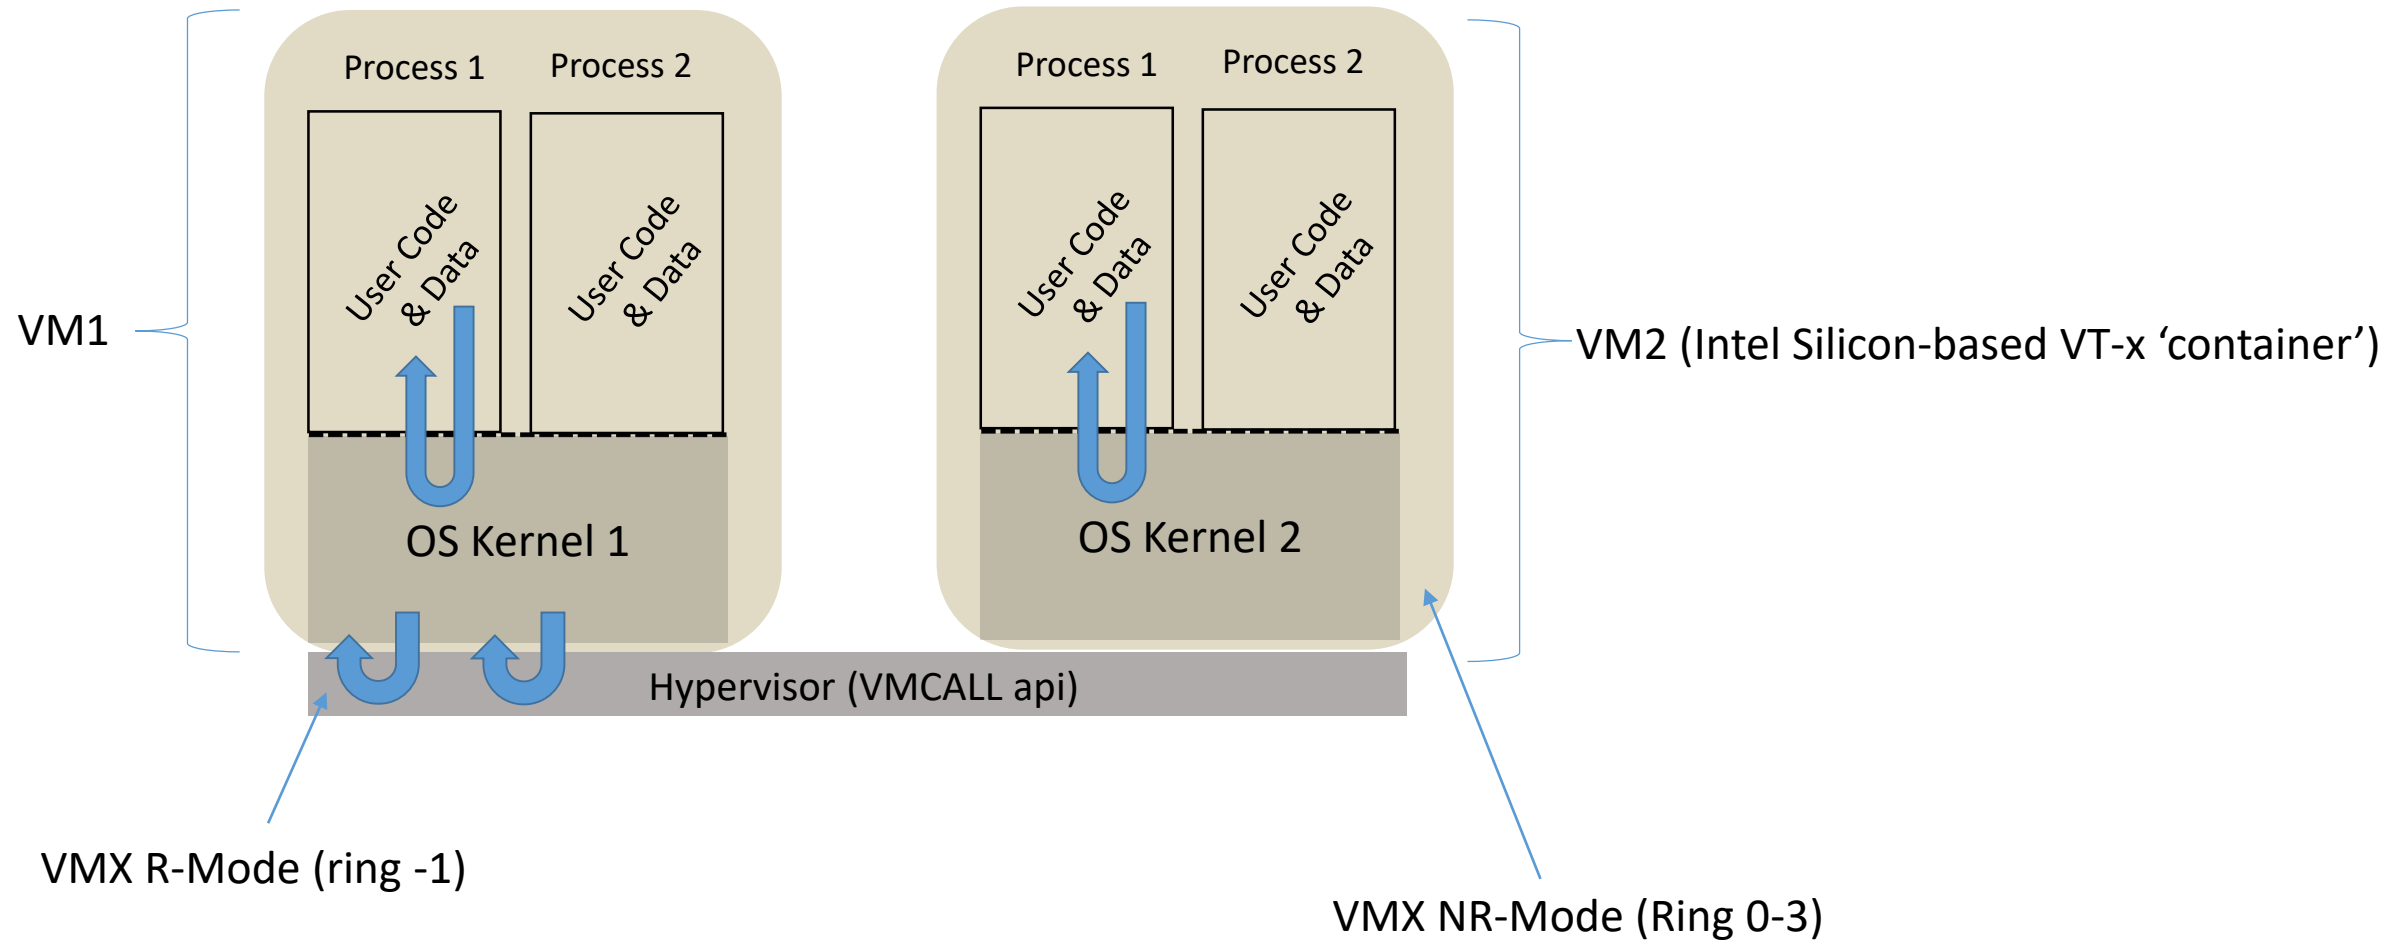 Process 1
Process 2
Process 1
Process 2
User Code
& Data
User Code
& Data
User Code
& Data
User Code
& Data
VM1
VM2 (Intel Silicon-based VT-x ‘container’)
OS Kernel 1
OS Kernel 2
Hypervisor (VMCALL api)
VMX R-Mode (ring -1)
VMX NR-Mode (Ring 0-3)